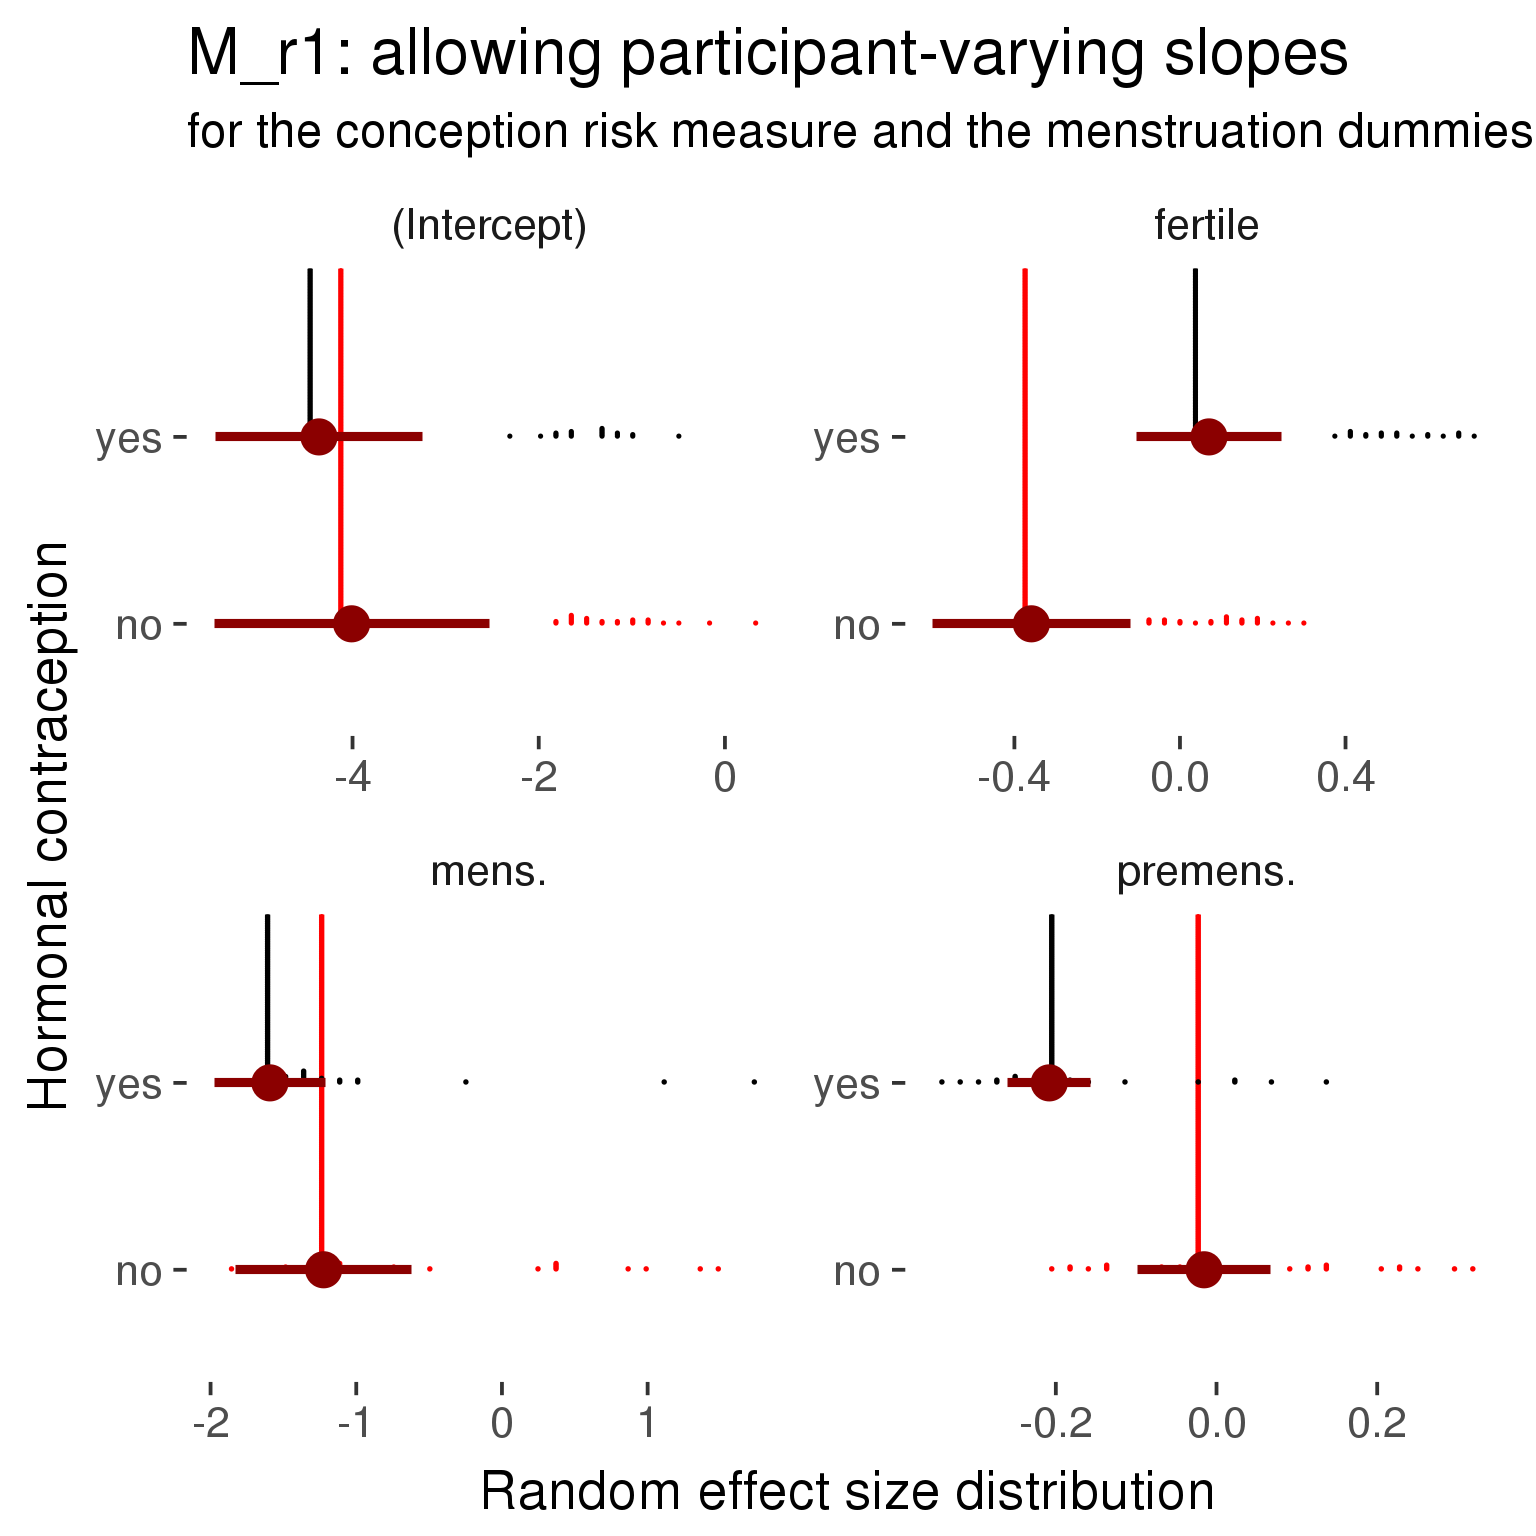 M_r1: allowing participant-varying slopes
for the conception risk measure and the menstruation dummies
(Intercept)
fertile
yes
no
yes
no
-4 -2 0
-0.4 0.0 0.4
Hormonal contraception
mens.
premens.
yes
no
yes
no
-2 -1 0 1
-0.2 0.0 0.2
Random effect size distribution